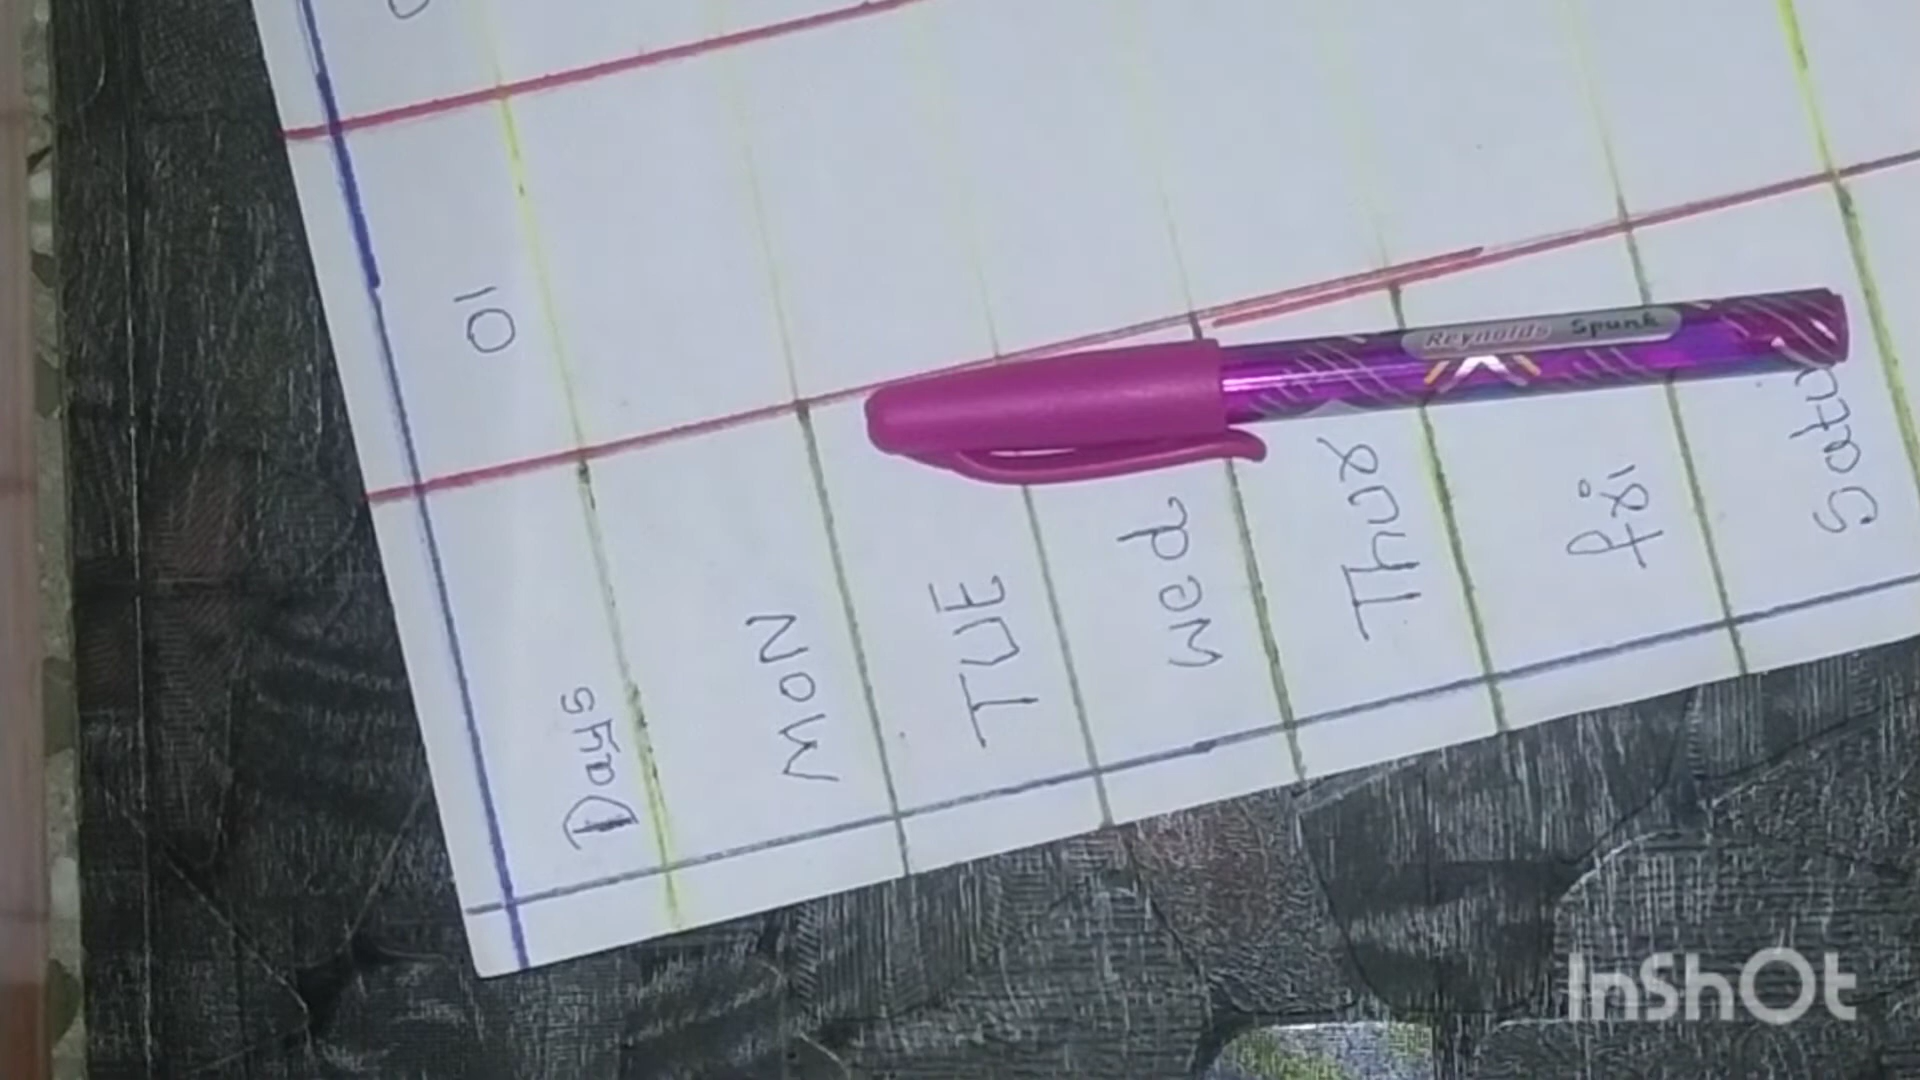 Days 01
MON
TUE
wed
Thur
fri
Satu
Reynolds Spunk
InShOt